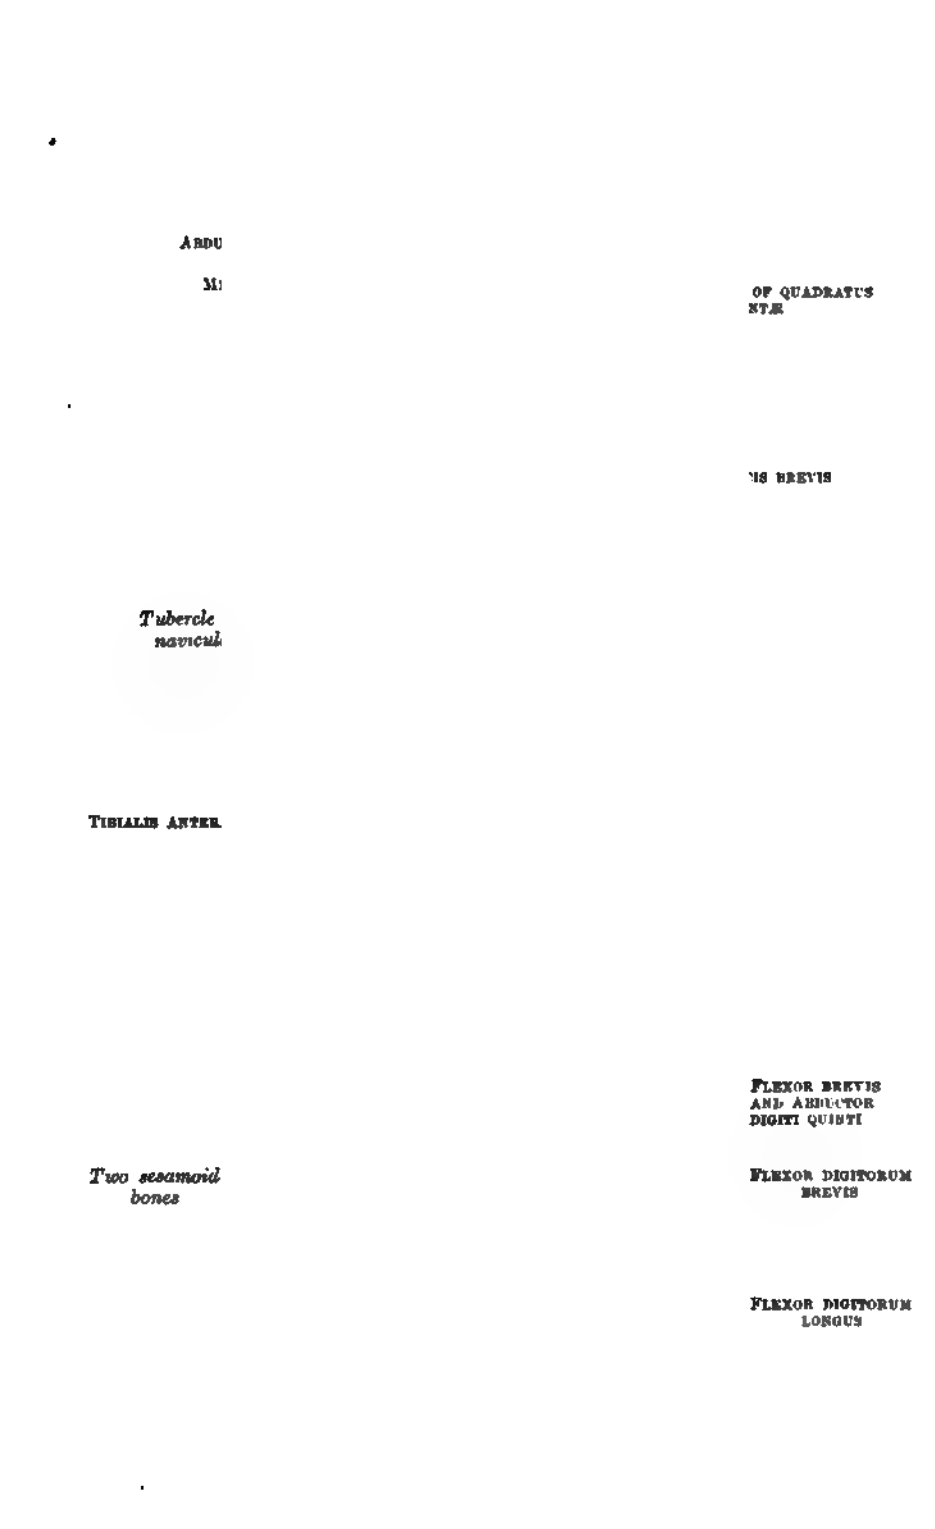 ABDU
M
OF QUADRATUS
NTÆ
IS BREVIS
Tubercle
navicul
TIBIALIS ANTER
FLEXOR BREVIS
AND ABDUCTOR
DIGITI QUINTI
Two sesamoid
bones
FLEXOR DIGITORUM
BREVIS
FLEXOR DIGITORUM
LONGUS